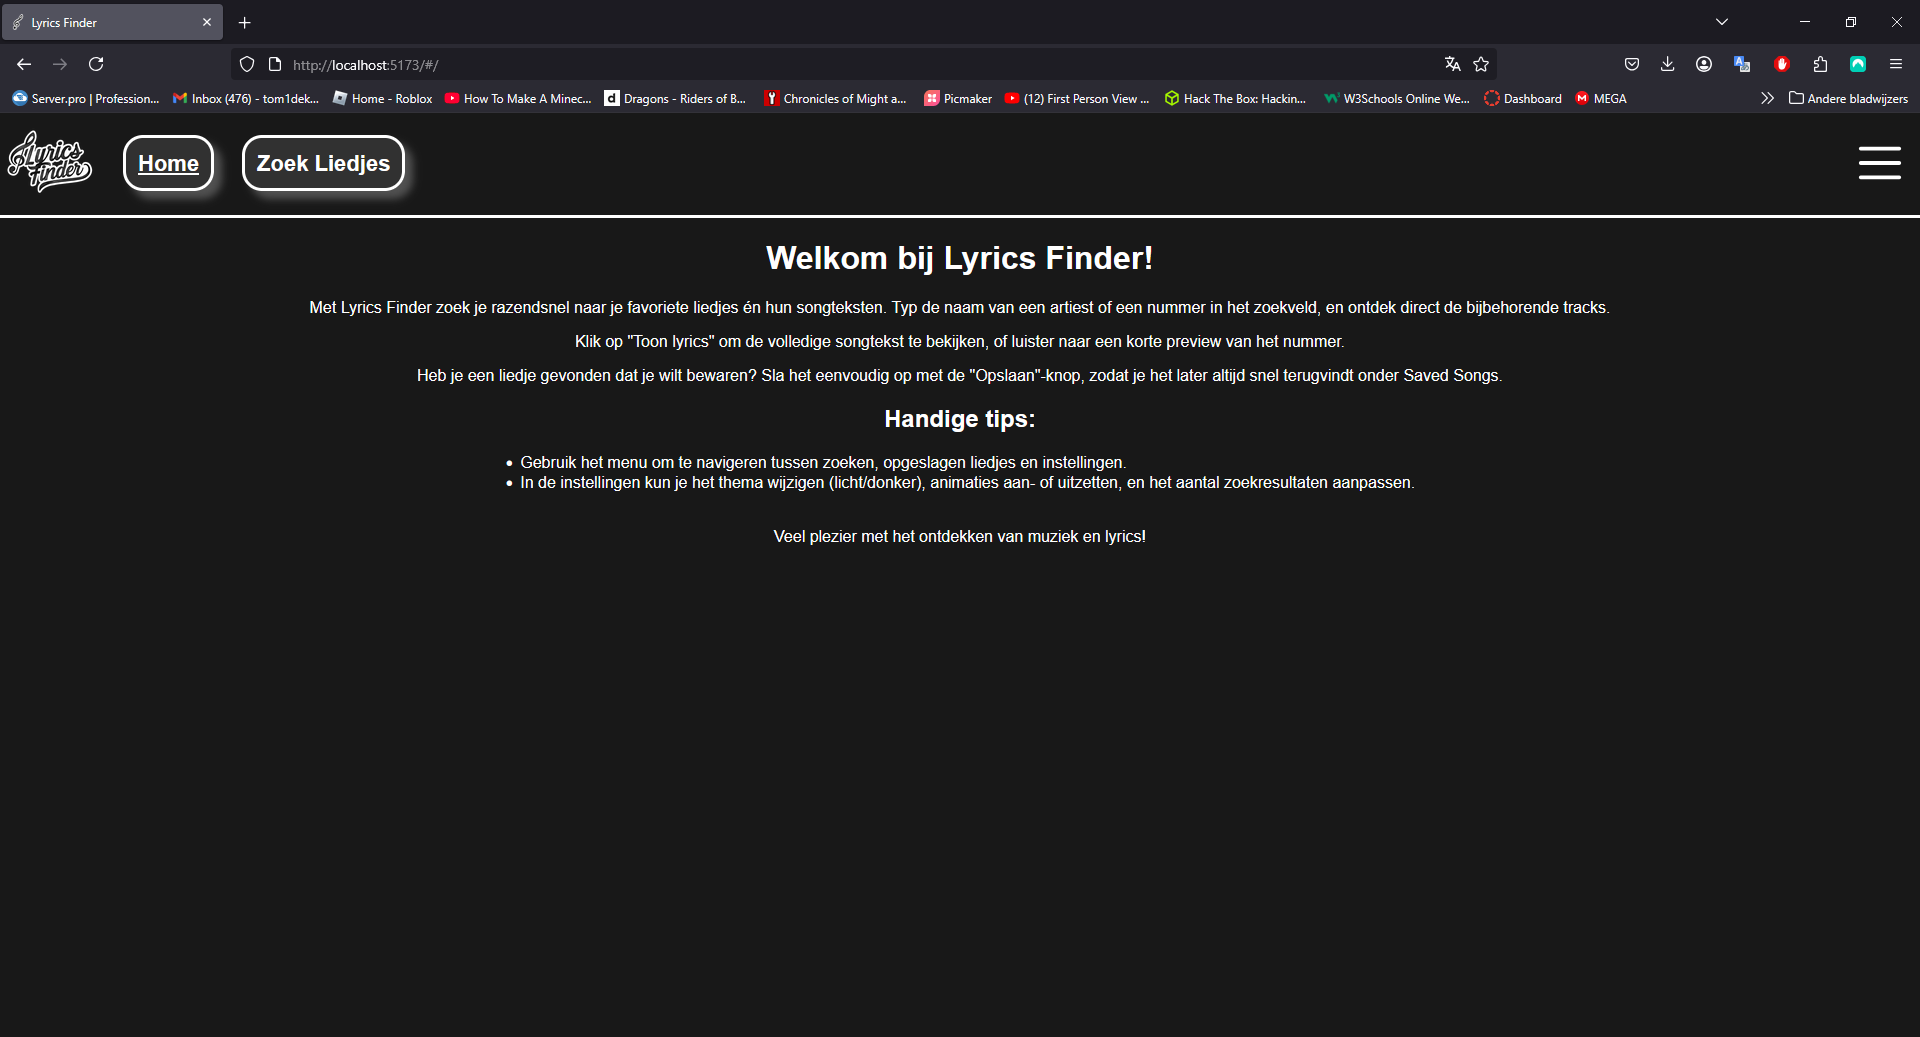 Lyrics Finder
http://localhost:5173/#/
Server.pro | Profession... Inbox (476) - tom1dek... Home - Roblox How To Make A Minec... Dragons - Riders of B... Chronicles of Might a... Picmaker (12) First Person View ... Hack The Box: Hackin... W3Schools Online We... Dashboard MEGA Andere bladwijzers
Lyrics Finder
Home Zoek Liedjes
Welkom bij Lyrics Finder!
Met Lyrics Finder zoek je razendsnel naar je favoriete liedjes én hun songteksten. Typ de naam van een artiest of een nummer in het zoekveld, en ontdek direct de bijbehorende tracks.
Klik op "Toon lyrics" om de volledige songtekst te bekijken, of luister naar een korte preview van het nummer.
Heb je een liedje gevonden dat je wilt bewaren? Sla het eenvoudig op met de "Opslaan"-knop, zodat je het later altijd snel terugvindt onder Saved Songs.
Handige tips:
• Gebruik het menu om te navigeren tussen zoeken, opgeslagen liedjes en instellingen.
• In de instellingen kun je het thema wijzigen (licht/donker), animaties aan- of uitzetten, en het aantal zoekresultaten aanpassen.
Veel plezier met het ontdekken van muziek en lyrics!